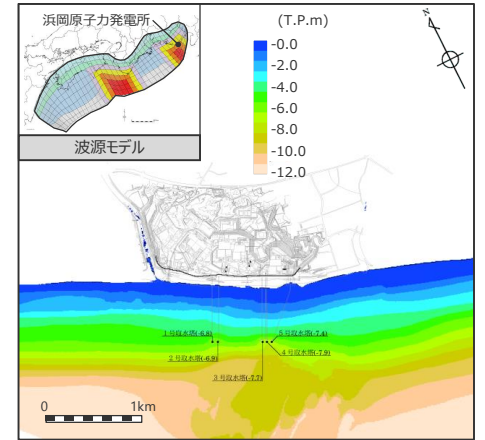 浜岡原子力発電所
波源モデル
(T.P.m)
-0.0
-2.0
-4.0
-6.0
-8.0
-10.0
-12.0
N
1号取水塔(-6.8)
5号取水塔(-7.4)
2号取水塔(-6.9)
4号取水塔(-7.9)
3号取水塔(-7.7)
0 1km